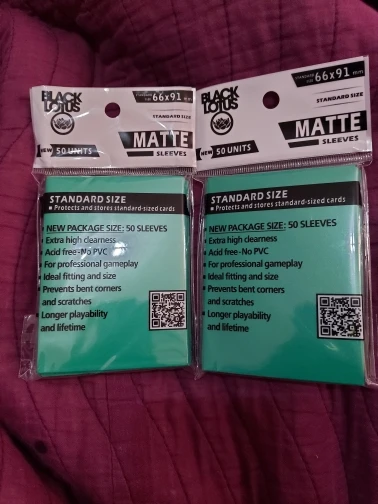 BLACK
LOTUS
STANDARD
SIZE
66x91
STANDARD SIZE
MATTE
SLEEVES
NEW
50 UNITS
STANDARD SIZE
Protects and stores standard-sized cards
NEW PACKAGE SIZE: 50 SLEEVES
Extra high clearness
Acid free-No PVC
For professional gameplay
Ideal fitting and size
Prevents bent corners
and scratches
Longer playability
and lifetime
BLACK
LOTUS
STANDARD
SIZE
66x91
STANDARD SIZE
MATTE
SLEEVES
NEW
50 UNITS
STANDARD SIZE
Protects and stores standard-sized cards
NEW PACKAGE SIZE: 50 SLEEVES
Extra high clearness
Acid free-No PVC
For professional gameplay
Ideal fitting and size
Prevents bent corners
and scratches
Longer playability
and lifetime